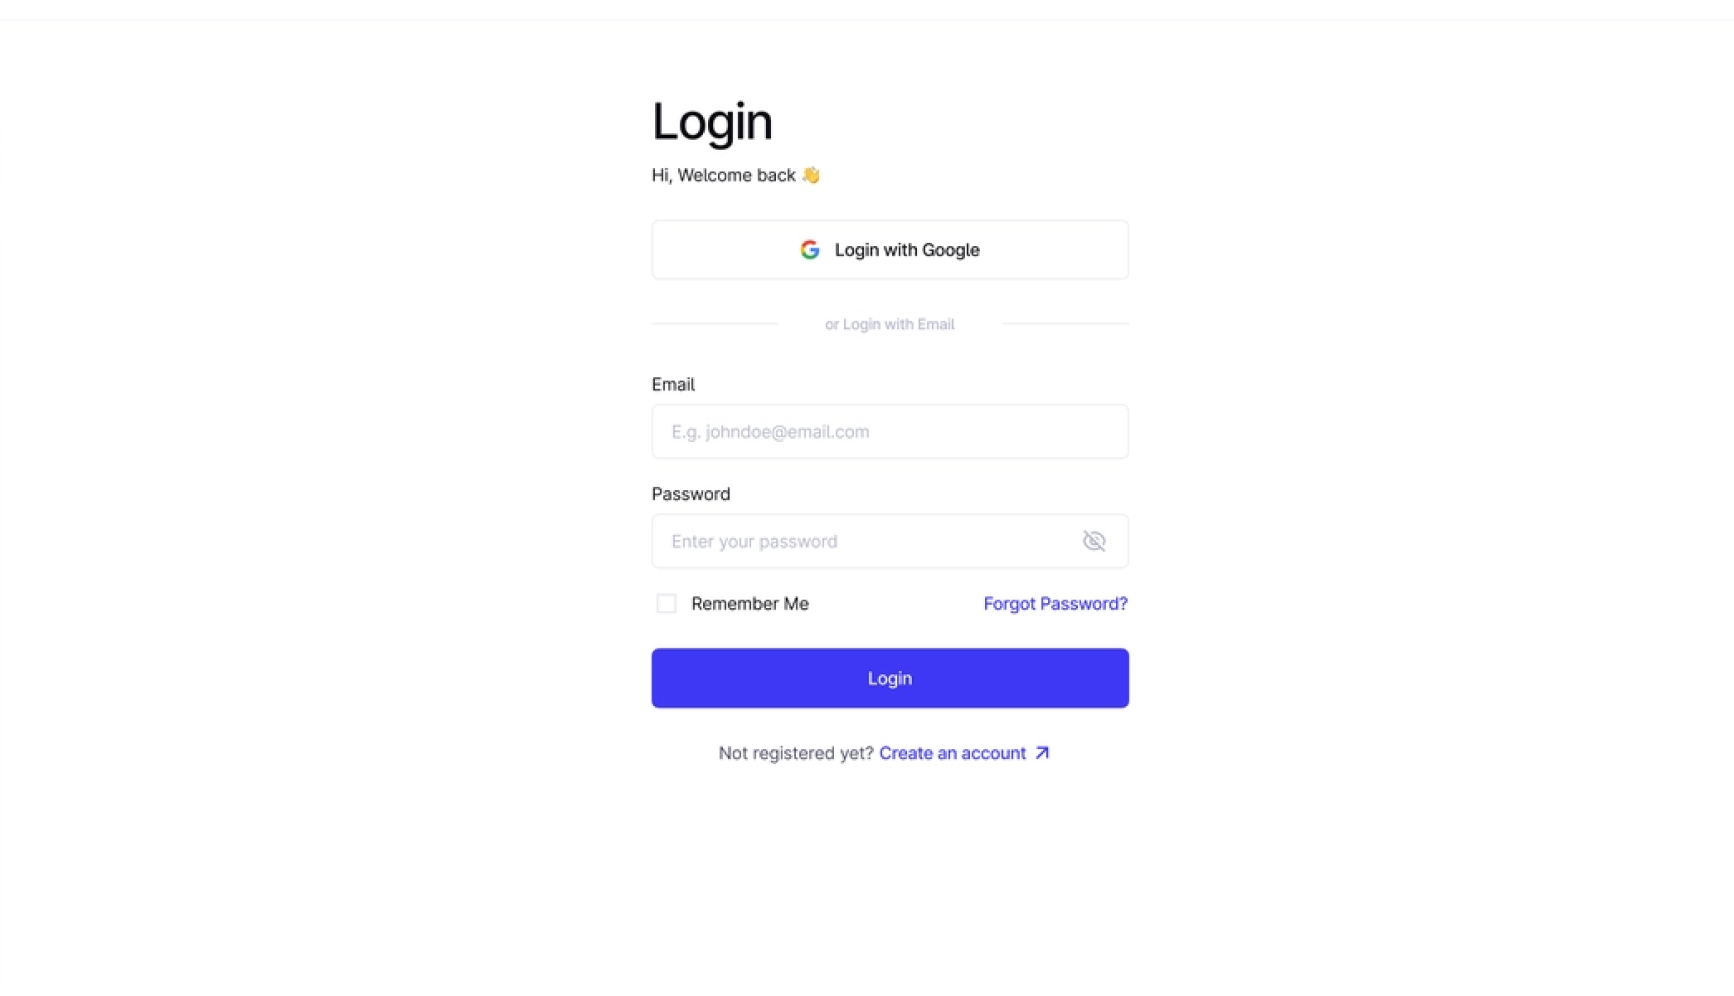 Login
Hi, Welcome back 👋
Login with Google
or Login with Email
Email
E.g. johndoe@email.com
Password
Enter your password
Remember Me
Forgot Password?
Login
Not registered yet? Create an account